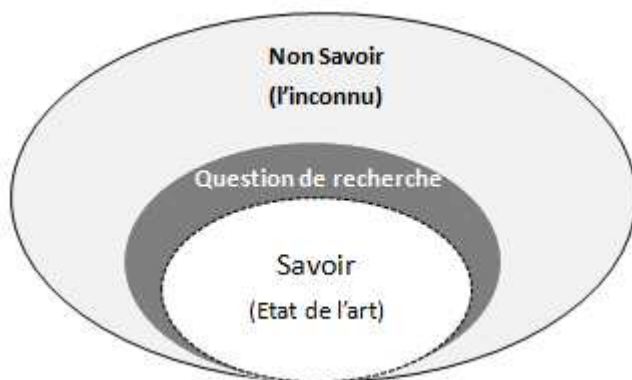 Non Savoir
(l'inconnu)
Question de recherche
Savoir
(Etat de l'art)